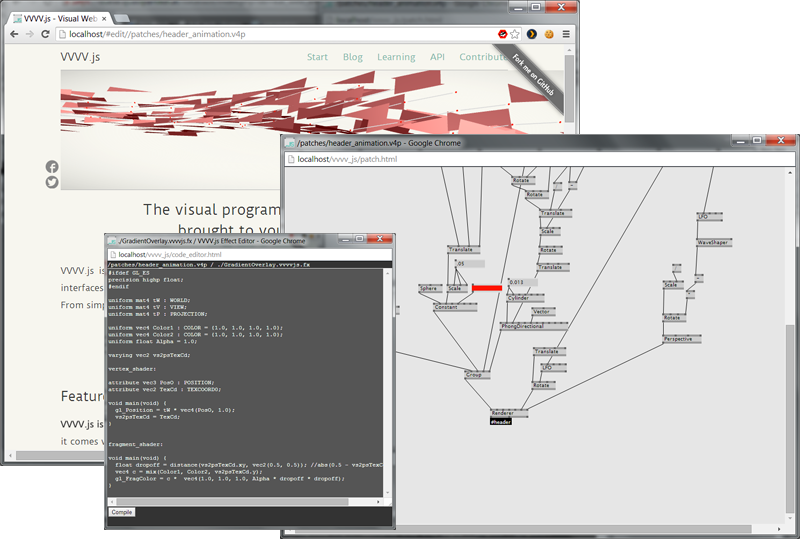 VVVV.js - Visual Web
localhost/#edit//patches/header_animation.v4p
VVVV.js
Start Blog Learning API Contribut
Fork me on GitHub
The visual program
brought to you
VVVV.js is
interfaces
From simp
Feature
VVVV.js is
it comes w
/patches/header_animation.v4p - Google Chrome
localhost/vvvv_js/patch.html
Rotate
Rotate
Translate
Scale
Rotate
Translate
Translate
.05
Sphere
Scale
0.013
Cylinder
Constant
Vector
PhongDirectional
Translate
LFO
Group
Rotate
Renderer
#header
LFO
WaveShaper
Scale
Rotate
Perspective
./GradientOverlay.vvvvjs.fx / VVVV.js Effect Editor - Google Chrome
localhost/vvvv_js/code_editor.html
/patches/header_animation.v4p / ./GradientOverlay.vvvvjs.fx
#ifdef GL_ES
precision highp float;
#endif
uniform mat4 tW : WORLD;
uniform mat4 tV : VIEW;
uniform mat4 tP : PROJECTION;
uniform vec4 Color1 : COLOR = {1.0, 1.0, 1.0, 1.0};
uniform vec4 Color2 : COLOR = {1.0, 1.0, 1.0, 1.0};
uniform float Alpha = 1.0;
varying vec2 vs2psTexCd;
vertex_shader:
attribute vec3 PosO : POSITION;
attribute vec2 TexCd : TEXCOORD0;
void main(void) {
gl_Position = tW * vec4(PosO, 1.0);
vs2psTexCd = TexCd;
}
fragment_shader:
void main(void) {
float dropoff = distance(vs2psTexCd.xy, vec2(0.5, 0.5)); //abs(0.5 - vs2psTexC
vec4 c = mix(Color1, Color2, vs2psTexCd.y);
gl_FragColor = c * vec4(1.0, 1.0, 1.0, Alpha * dropoff * dropoff);
}
Compile